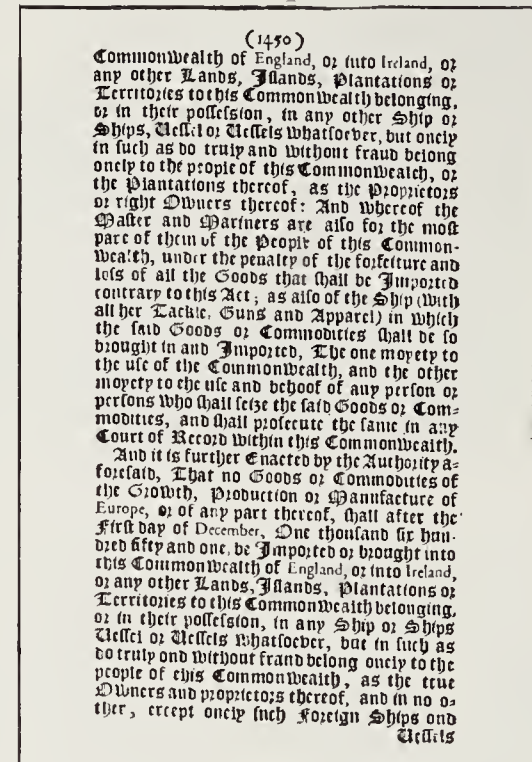 (1450)
Commonwealth of England, or into Ireland, or
any other Lands, Islands, Plantations or
Territories to this Commonwealth belonging,
or in their possession, in any other Ship or
Ships, Vessel or Vessels whatsoever, but onely
in such as do truly and without fraud belong
onely to the people of this Commonwealth, or
the Plantations thereof, as the Proprietors
or right Owners thereof: And whereof the
Master and Mariners are also for the most
part of them of the People of this Common-
wealth, under the penalty of the forfeiture and
loss of all the Goods that shall be Imported
contrary to this Act; as also of the Ship (with
all her Tackle, Guns and Apparel) in which
the said Goods or Commodities shall be so
brought in and Imported, The one moyety to
the use of the Commonwealth, and the other
moyety to the use and behoof of any person or
persons who shall seize the said Goods or Com-
modities, and shall prosecute the same in any
Court of Record within this Commonwealth.
And it is further Enacted by the Authority a-
foresaid, That no Goods or Commodities of
the Growth, Production or Manufacture of
Europe, or of any part thereof, shall after the
First day of December, One thousand six hun-
dred fifty and one, be Imported or brought into
this Commonwealth of England, or into Ireland,
or any other Lands, Islands, Plantations or
Territories to this Commonwealth belonging,
or in their possession, in any Ship or Ships
Vessel or Vessels whatsoever, but in such as
do truly and without fraud belong onely to the
people of this Commonwealth, as the true
Owners and proprietors thereof, and in no o-
ther, except onely such Foreign Ships and
Vessels